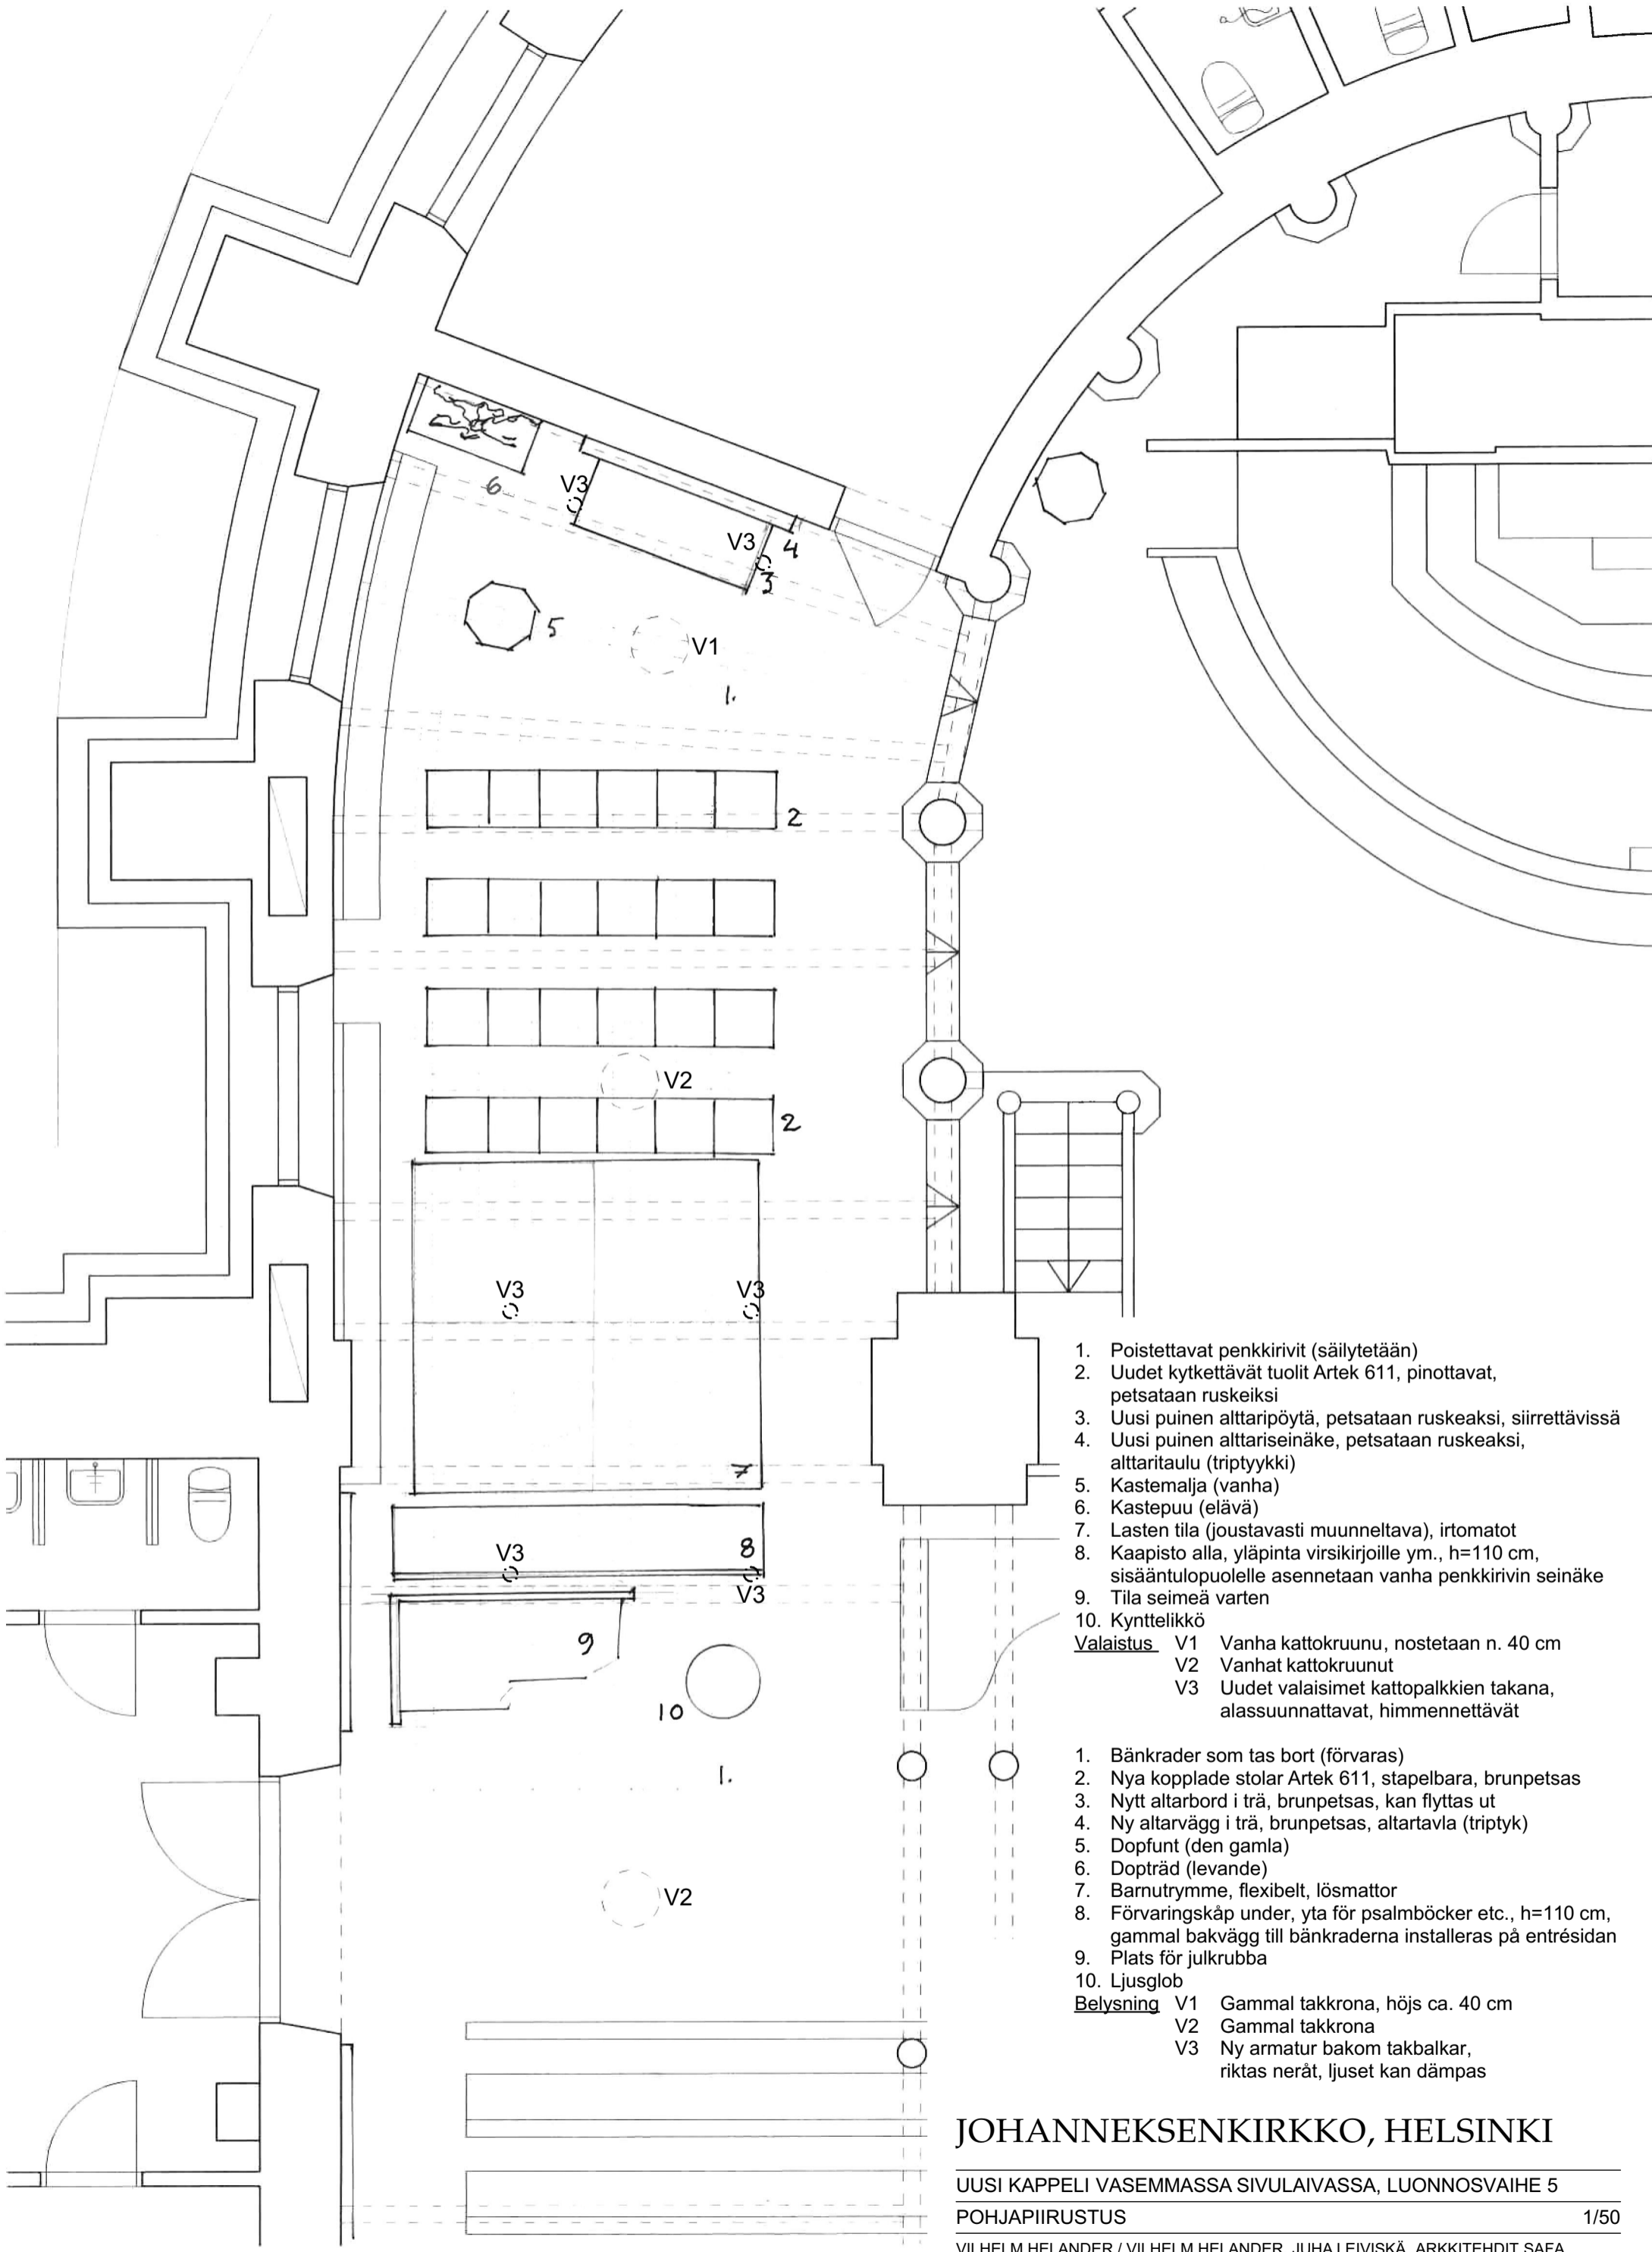 6
V3
V3
4
3
5
V1
1.
2
V2
2
V3
V3
7
V3
8
V3
9
10
1.
V2
1. Poistettavat penkkirivit (säilytetään)
2. Uudet kytkettävät tuolit Artek 611, pinottavat,
petsataan ruskeiksi
3. Uusi puinen alttaripöytä, petsataan ruskeaksi, siirrettävissä
4. Uusi puinen alttariseinäke, petsataan ruskeaksi,
alttaritaulu (triptyykki)
5. Kastemalja (vanha)
6. Kastepuu (elävä)
7. Lasten tila (joustavasti muunneltava), irtomatot
8. Kaapisto alla, yläpinta virsikirjoille ym., h=110 cm,
sisääntulopuolelle asennetaan vanha penkkirivin seinäke
9. Tila seimeä varten
10. Kynttelikkö
Valaistus V1 Vanha kattokruunu, nostetaan n. 40 cm
V2 Vanhat kattokruunut
V3 Uudet valaisimet kattopalkkien takana,
alassuunnattavat, himmennettävät
1. Bänkrader som tas bort (förvaras)
2. Nya kopplade stolar Artek 611, stapelbara, brunpetsas
3. Nytt altarbord i trä, brunpetsas, kan flyttas ut
4. Ny altarvägg i trä, brunpetsas, altartavla (triptyk)
5. Dopfunt (den gamla)
6. Dopträd (levande)
7. Barnutrymme, flexibelt, lösmattor
8. Förvaringskåp under, yta för psalmböcker etc., h=110 cm,
gammal bakvägg till bänkraderna installeras på entrésidan
9. Plats för julkrubba
10. Ljusglob
Belysning V1 Gammal takkrona, höjs ca. 40 cm
V2 Gammal takkrona
V3 Ny armatur bakom takbalkar,
riktas neråt, ljuset kan dämpas
JOHANNEKSENKIRKKO, HELSINKI
UUSI KAPPELI VASEMMASSA SIVULAIVASSA, LUONNOSVAIHE 5
POHJAPIIRUSTUS 1/50
VILHELM HELANDER / VILHELM HELANDER, JUHA LEIVISKÄ, ARKKITEHDIT SAFA